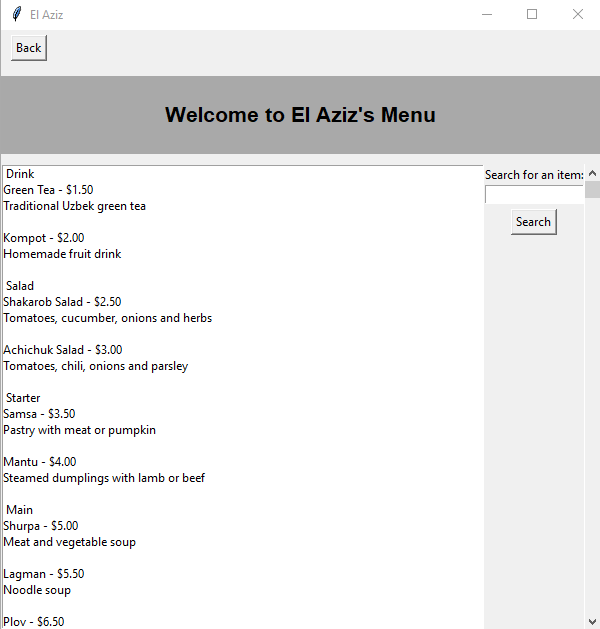 El Aziz
Back
Welcome to El Aziz's Menu
Drink
Green Tea - $1.50
Traditional Uzbek green tea
Kompot - $2.00
Homemade fruit drink
Salad
Shakarob Salad - $2.50
Tomatoes, cucumber, onions and herbs
Achichuk Salad - $3.00
Tomatoes, chili, onions and parsley
Starter
Samsa - $3.50
Pastry with meat or pumpkin
Mantu - $4.00
Steamed dumplings with lamb or beef
Main
Shurpa - $5.00
Meat and vegetable soup
Lagman - $5.50
Noodle soup
Plov - $6.50
Search for an item:
Search